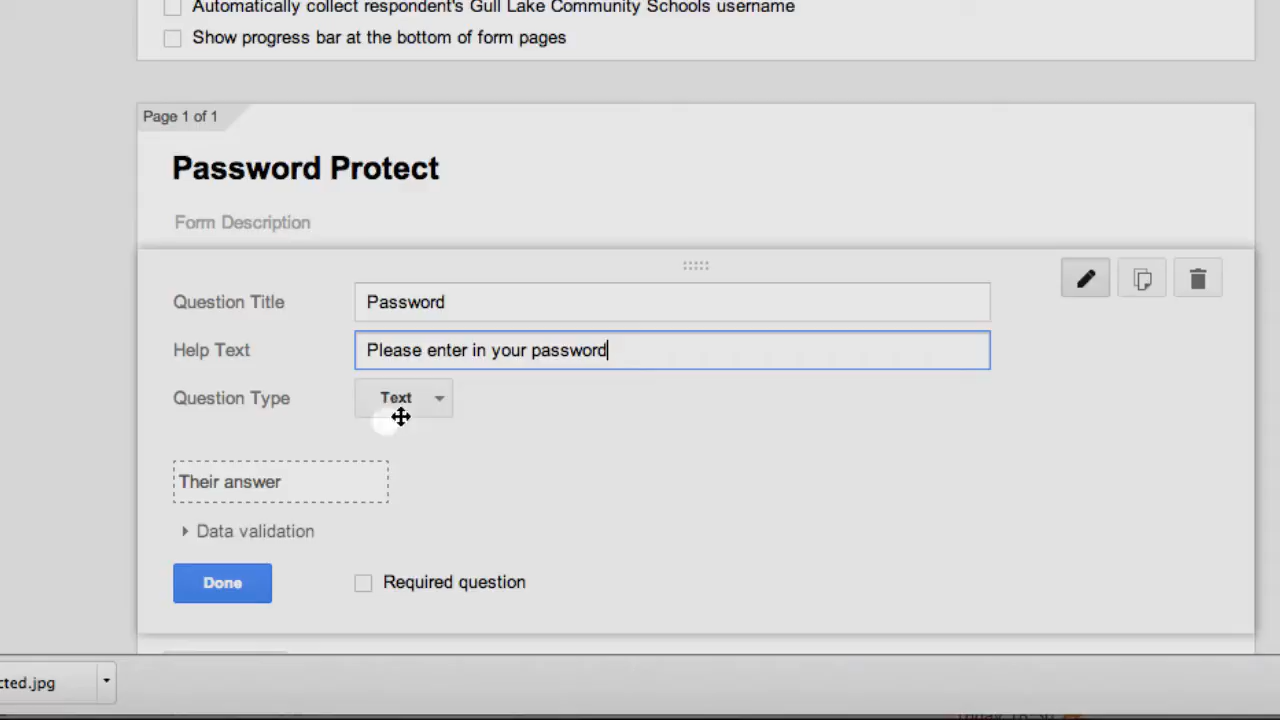 Automatically collect respondent's Gull Lake Community Schools username
Show progress bar at the bottom of form pages
Page 1 of 1
Password Protect
Form Description
Question Title
Password
Help Text
Please enter in your password
Question Type
Text
Their answer
Data validation
Done
Required question
cted.jpg